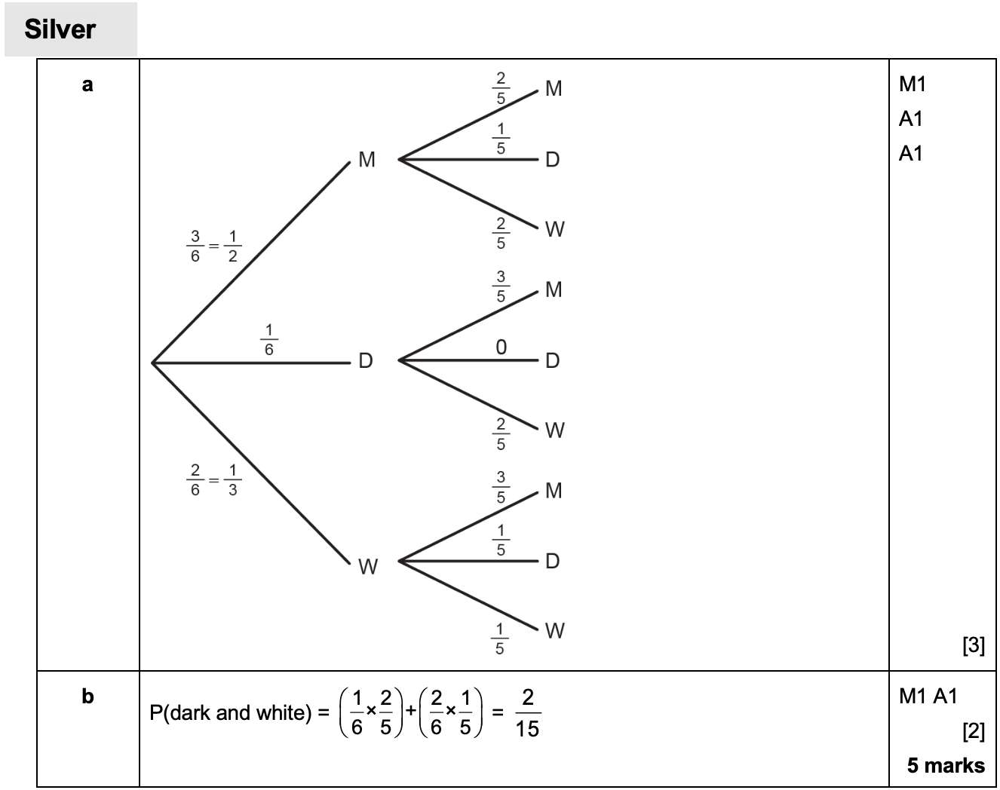 Silver
a
M1
A1
A1
2/5 M
1/5
M D
2/5 W
3/6 = 1/2
3/5 M
1/6 0
D D
2/5 W
2/6 = 1/3
3/5 M
1/5
W D
1/5 W
[3]
b
P(dark and white) = (1/6 × 2/5) + (2/6 × 1/5) = 2/15
M1 A1
[2]
5 marks